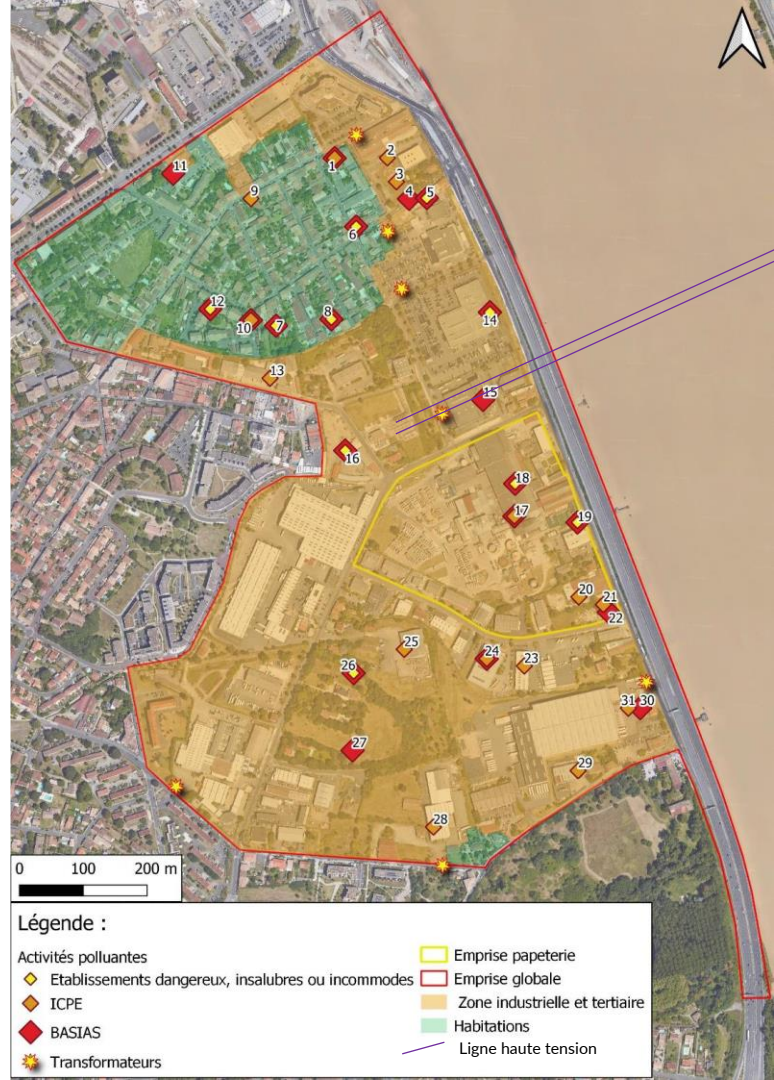 2
1
3
11
4
5
9
6
12
10
7
8
14
13
15
16
18
17
19
20
21
22
25
24
23
26
31
30
27
29
28
0 100 200 m
Légende :
Activités polluantes
Etablissements dangereux, insalubres ou incommodes
ICPE
BASIAS
Transformateurs
Emprise papeterie
Emprise globale
Zone industrielle et tertiaire
Habitations
Ligne haute tension